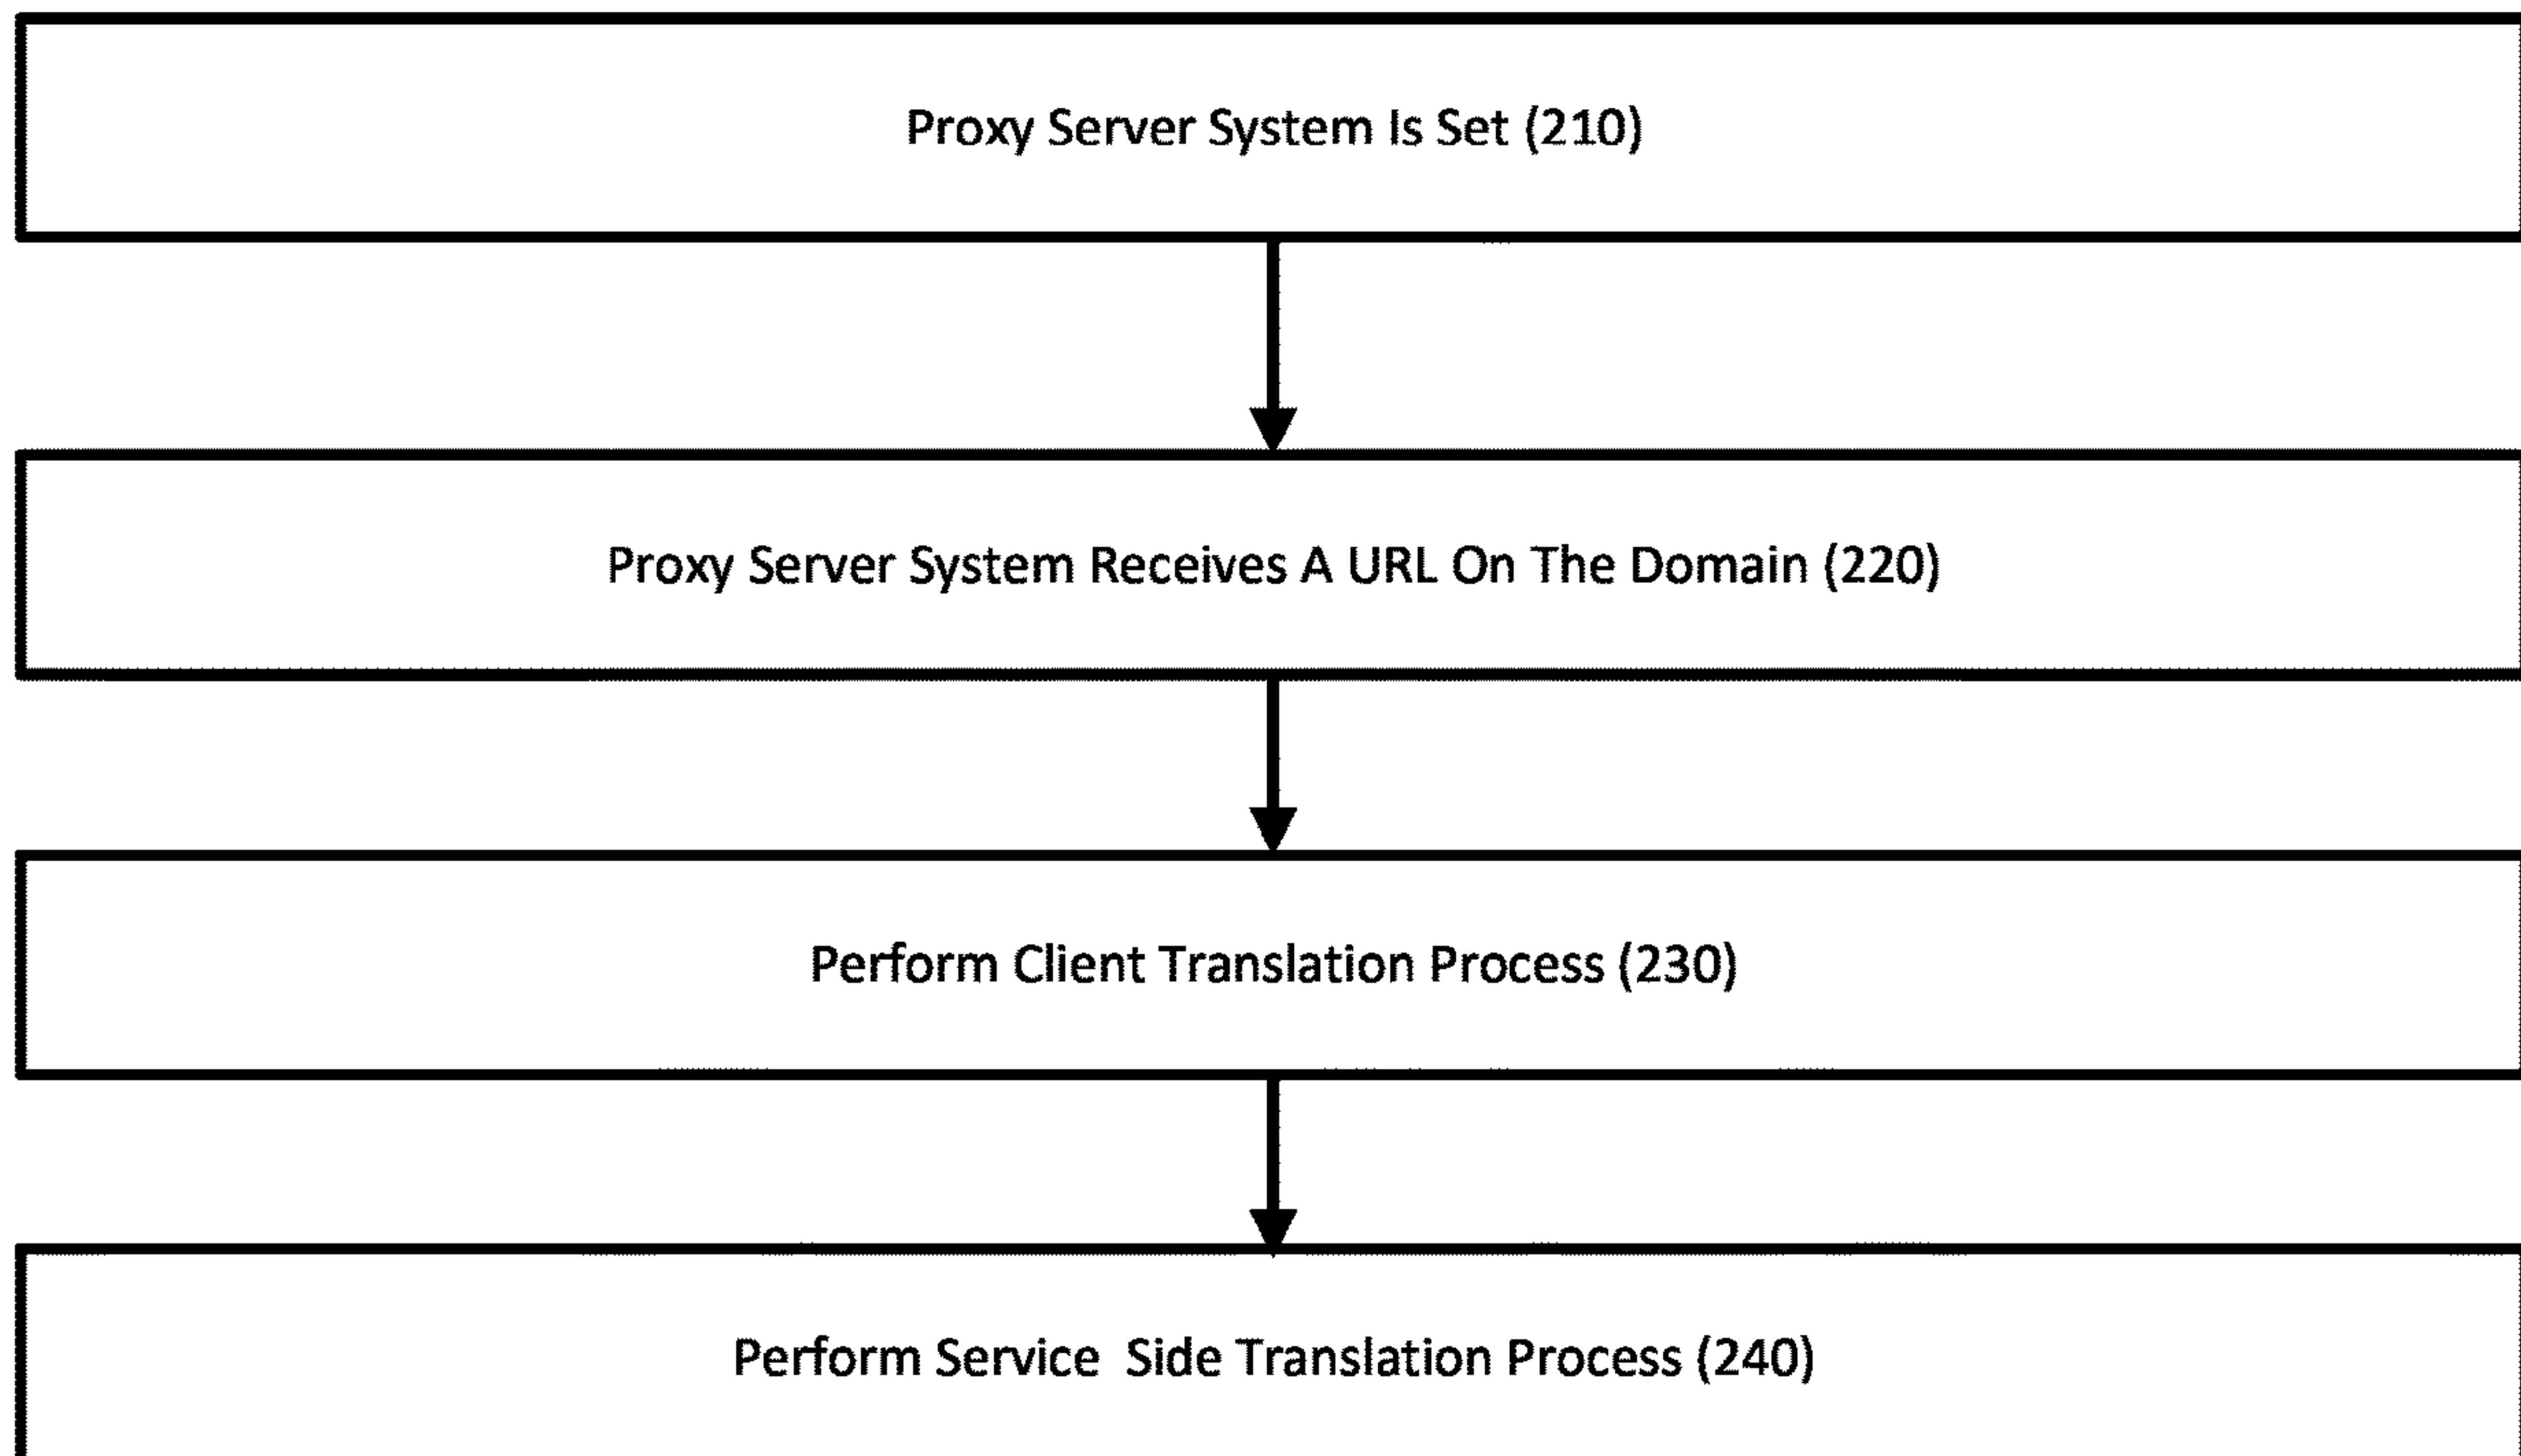 Proxy Server System Is Set (210)
Proxy Server System Receives A URL On The Domain (220)
Perform Client Translation Process (230)
Perform Service  Side Translation Process (240)